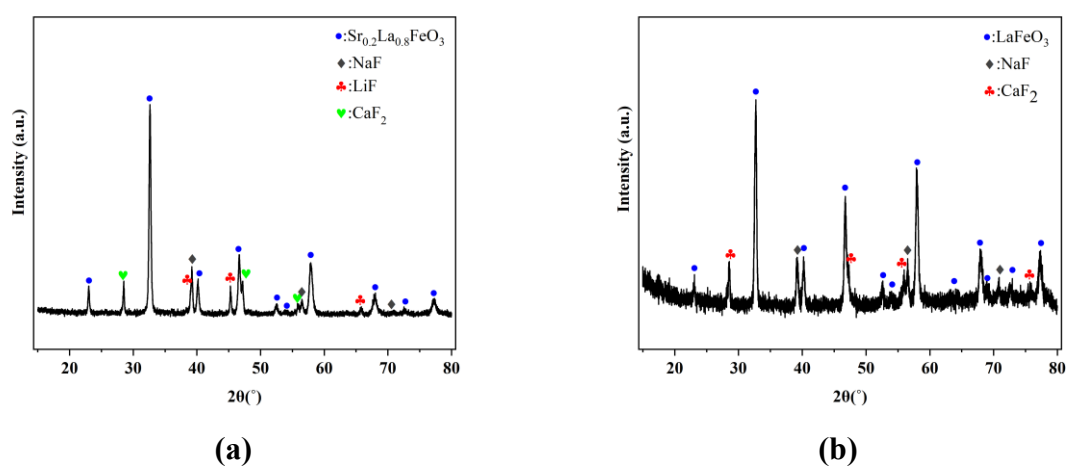 ●:Sr₀.₂La₀.₈FeO₃
♦:NaF
♣:LiF
♥:CaF₂
Intensity (a.u.)
20 30 40 50 60 70 80
2θ(°)
(a)
●:LaFeO₃
♦:NaF
♣:CaF₂
Intensity (a.u.)
20 30 40 50 60 70 80
2θ(°)
(b)